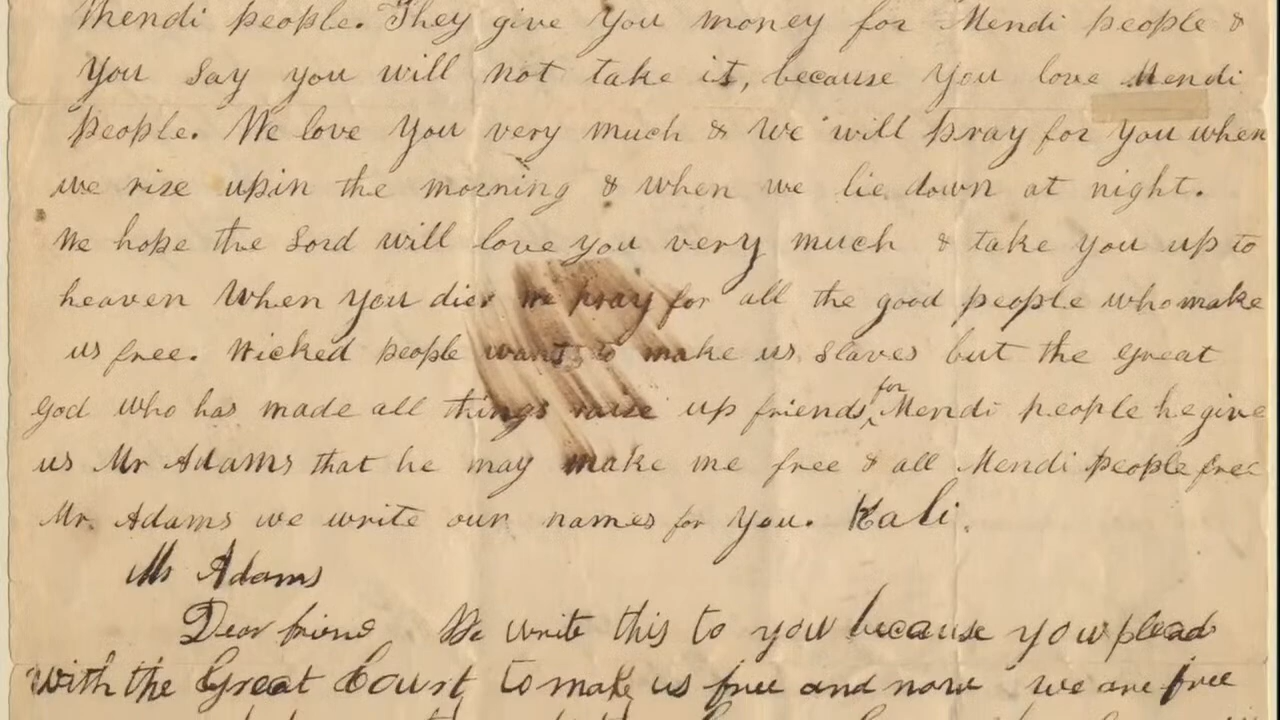 Mendi people. They give you money for Mendi people &
you say you will not take it, because you love Mendi
people. We love you very much & we will pray for you when
we rise up in the morning & when we lie down at night.
We hope the Lord will love you very much & take you up to
heaven when you die. We pray for all the good people who make
us free. Wicked people want to make us slaves but the great
God who has made all things raise up friends for Mendi people he give
us Mr Adams that he may make me free & all Mendi people free
Mr. Adams we write our names for you. Kali.
Mr Adams
Dear friend We write this to you because you plead
with the Great Court to make us free and now we are free